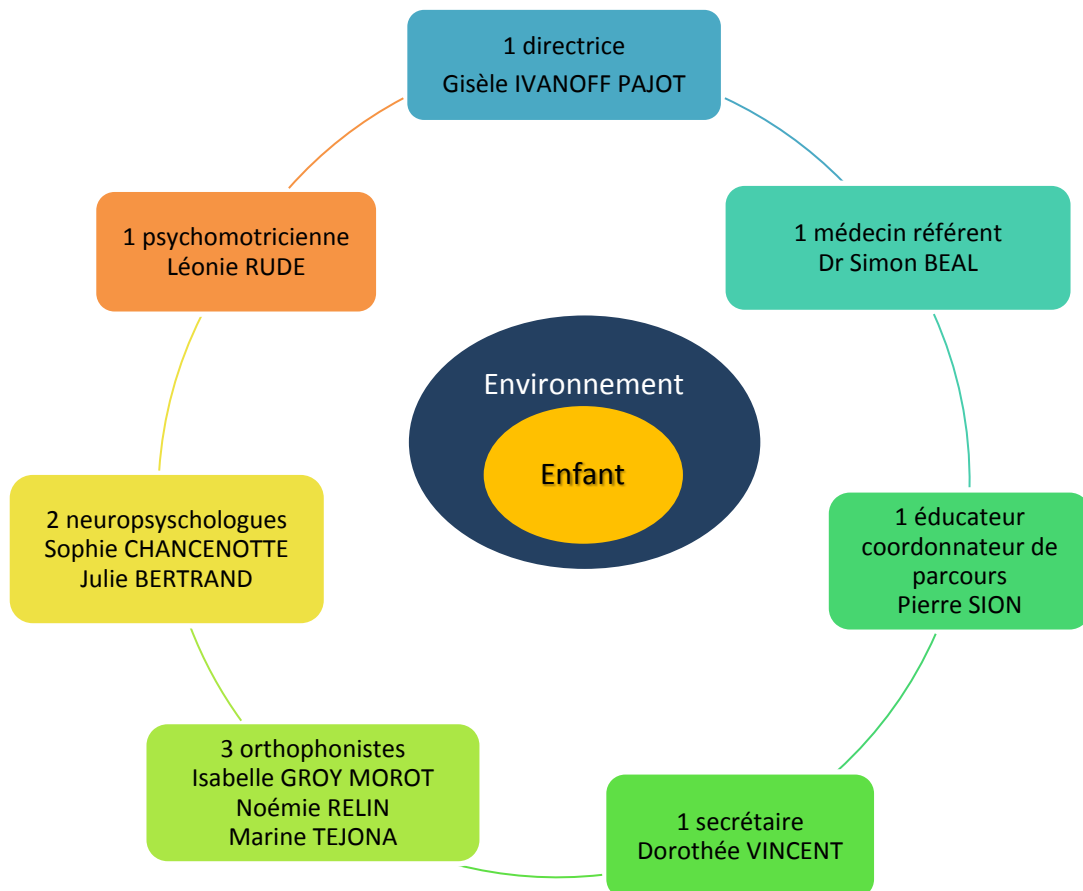 1 directrice
Gisèle IVANOFF PAJOT
1 psychomotricienne
Léonie RUDE
1 médecin référent
Dr Simon BEAL
Environnement
Enfant
2 neuropsyschologues
Sophie CHANCENOTTE
Julie BERTRAND
1 éducateur
coordonnateur de
parcours
Pierre SION
3 orthophonistes
Isabelle GROY MOROT
Noémie RELIN
Marine TEJONA
1 secrétaire
Dorothée VINCENT